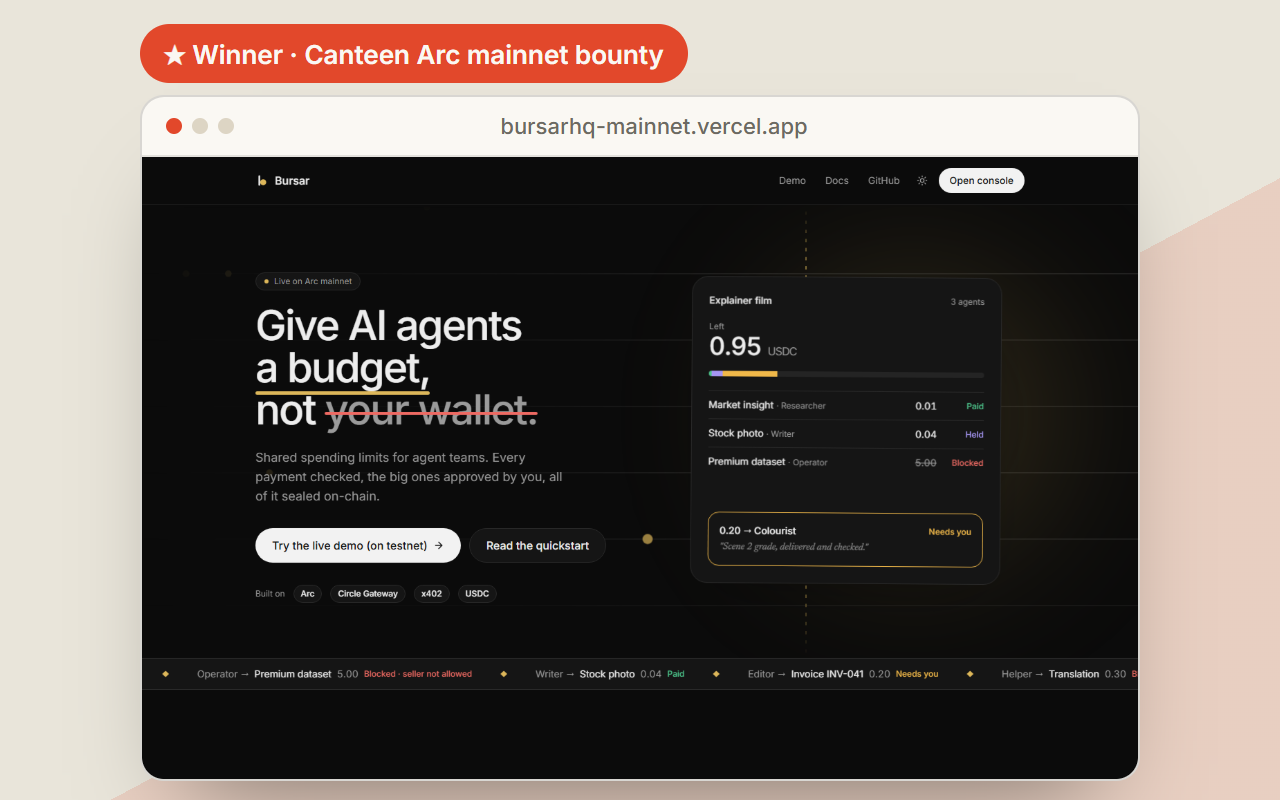 ★ Winner · Canteen Arc mainnet bounty
bursarhq-mainnet.vercel.app
Bursar
Demo Docs GitHub Open console
Live on Arc mainnet
Give AI agents
a budget,
not your wallet.
Shared spending limits for agent teams. Every
payment checked, the big ones approved by you, all
of it sealed on-chain.
Try the live demo (on testnet) →
Read the quickstart
Built on Arc Circle Gateway x402 USDC
Explainer film 3 agents
Left
0.95 USDC
Market insight · Researcher 0.01 Paid
Stock photo · Writer 0.04 Held
Premium dataset · Operator 5.00 Blocked
0.20 → Colourist Needs you
"Scene 2 grade, delivered and checked."
Operator → Premium dataset 5.00 Blocked · seller not allowed ◆ Writer → Stock photo 0.04 Paid ◆ Editor → Invoice INV-041 0.20 Needs you ◆ Helper → Translation 0.30 B